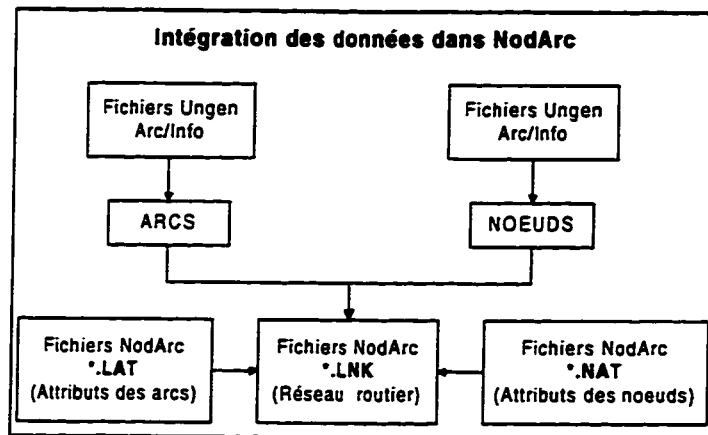 Intégration des données dans NodArc
Fichiers Ungen
Arc/Info
Fichiers Ungen
Arc/Info
ARCS
NOEUDS
Fichiers NodArc
*.LAT
(Attributs des arcs)
Fichiers NodArc
*.LNK
(Réseau routier)
Fichiers NodArc
*.NAT
(Attributs des noeuds)